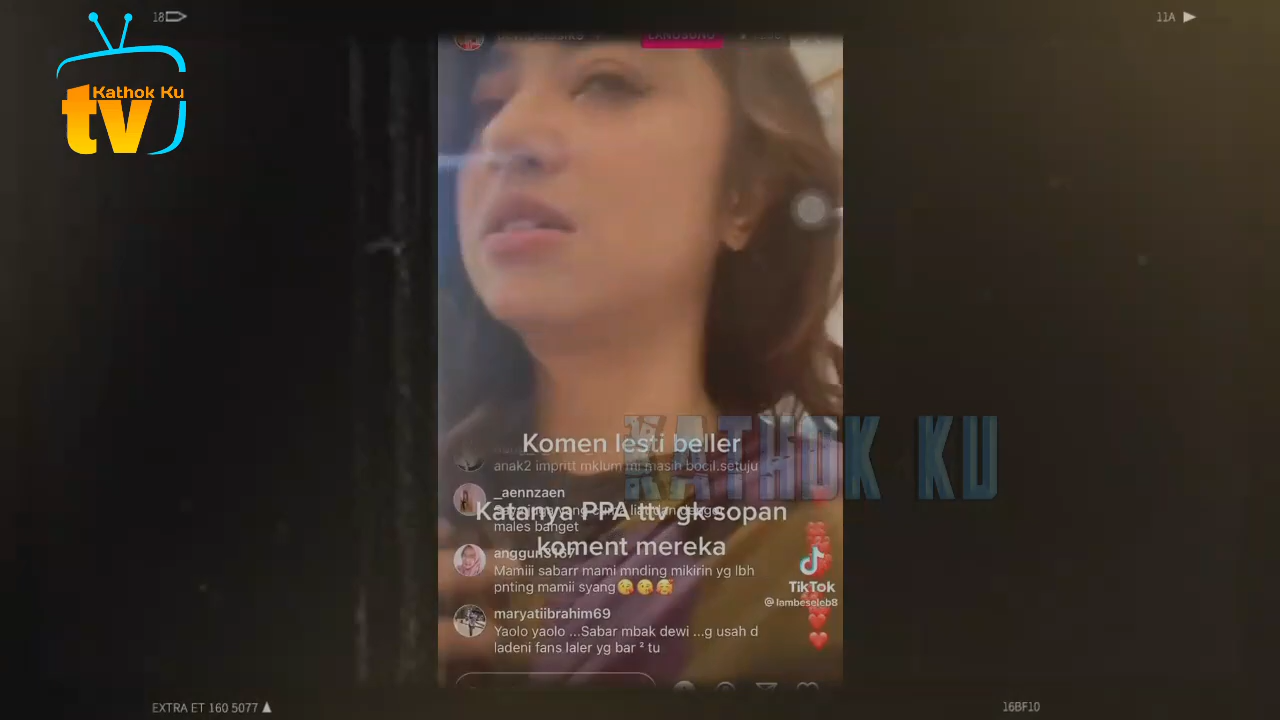 18
11A
Kathok Ku
tv
LANGSUNG
KATHOK KU
Komen lesti beller
anak2 impritt mklum mi masih bocil.setuju
_aennzaen
males banget
Katanya PPA ttv gk sopan
koment mereka
anggun3167
Mamiii sabarr mami mnding mikirin yg lbh
pnting mamii syang😘😘🥰
TikTok
@lambeseleb8
maryatiibrahim69
Yaolo yaolo ...Sabar mbak dewi ...g usah d
ladeni fans laler yg bar ² tu
EXTRA ET 160 5077
16BF10